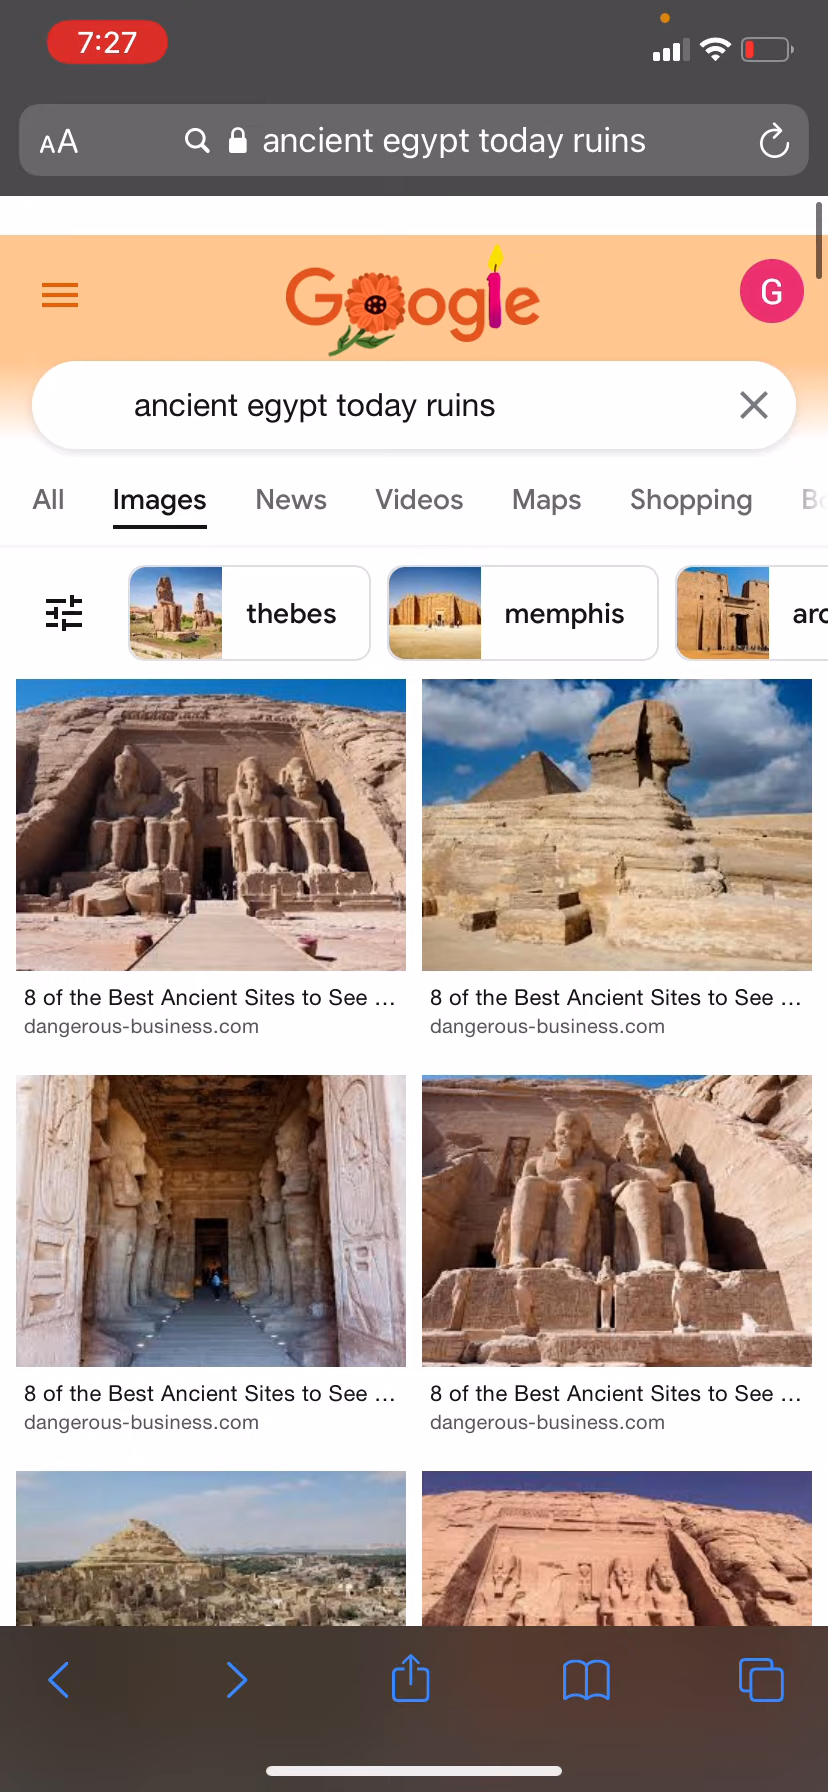 7:27
AA
ancient egypt today ruins
Google
G
ancient egypt today ruins
All Images News Videos Maps Shopping
thebes memphis
8 of the Best Ancient Sites to See ... 8 of the Best Ancient Sites to See ...
dangerous-business.com dangerous-business.com
8 of the Best Ancient Sites to See ... 8 of the Best Ancient Sites to See ...
dangerous-business.com dangerous-business.com